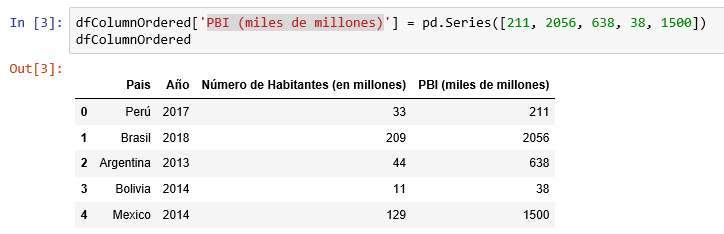 In [3]: dfColumnOrdered['PBI (miles de millones)'] = pd.Series([211, 2056, 638, 38, 1500])
dfColumnOrdered
Out[3]:
Pais Año Número de Habitantes (en millones) PBI (miles de millones)
0 Perú 2017 33 211
1 Brasil 2018 209 2056
2 Argentina 2013 44 638
3 Bolivia 2014 11 38
4 Mexico 2014 129 1500